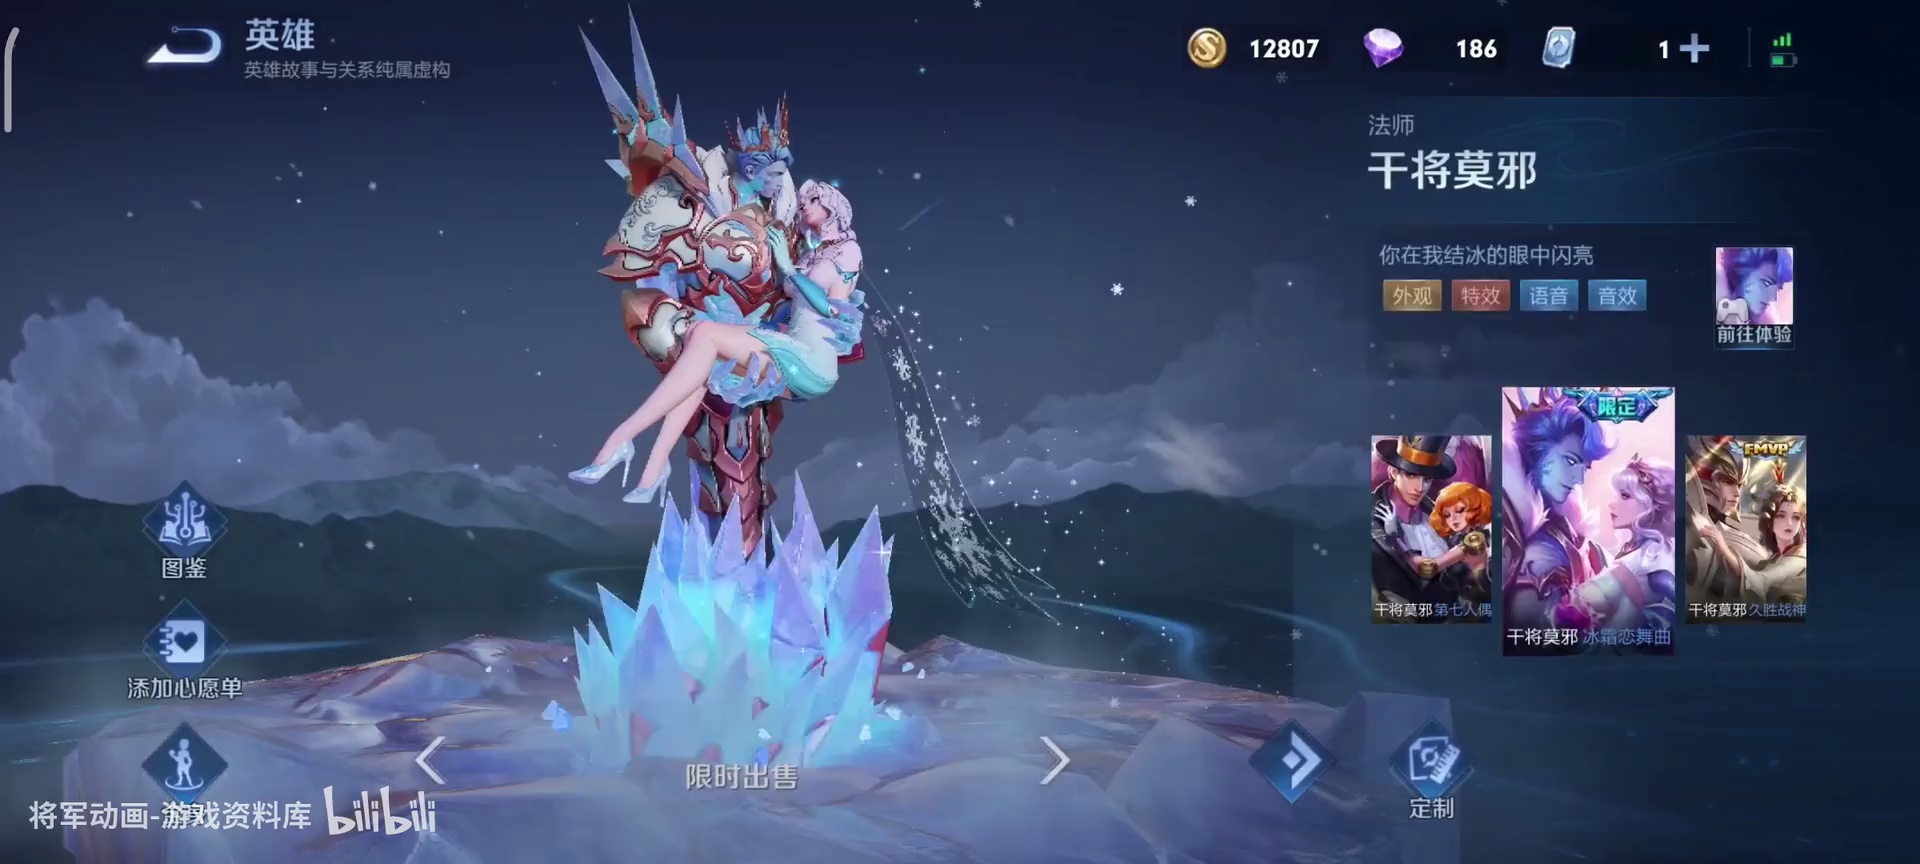 英雄
英雄故事与关系纯属虚构
12807
186
1
法师
干将莫邪
你在我结冰的眼中闪亮
外观 特效 语音 音效
前往体验
限定
FMVP
干将莫邪 第七人偶
干将莫邪 冰霜恋舞曲
干将莫邪 久胜战神
图鉴
添加心愿单
限时出售
定制
将军动画-游戏资料库 bilibili